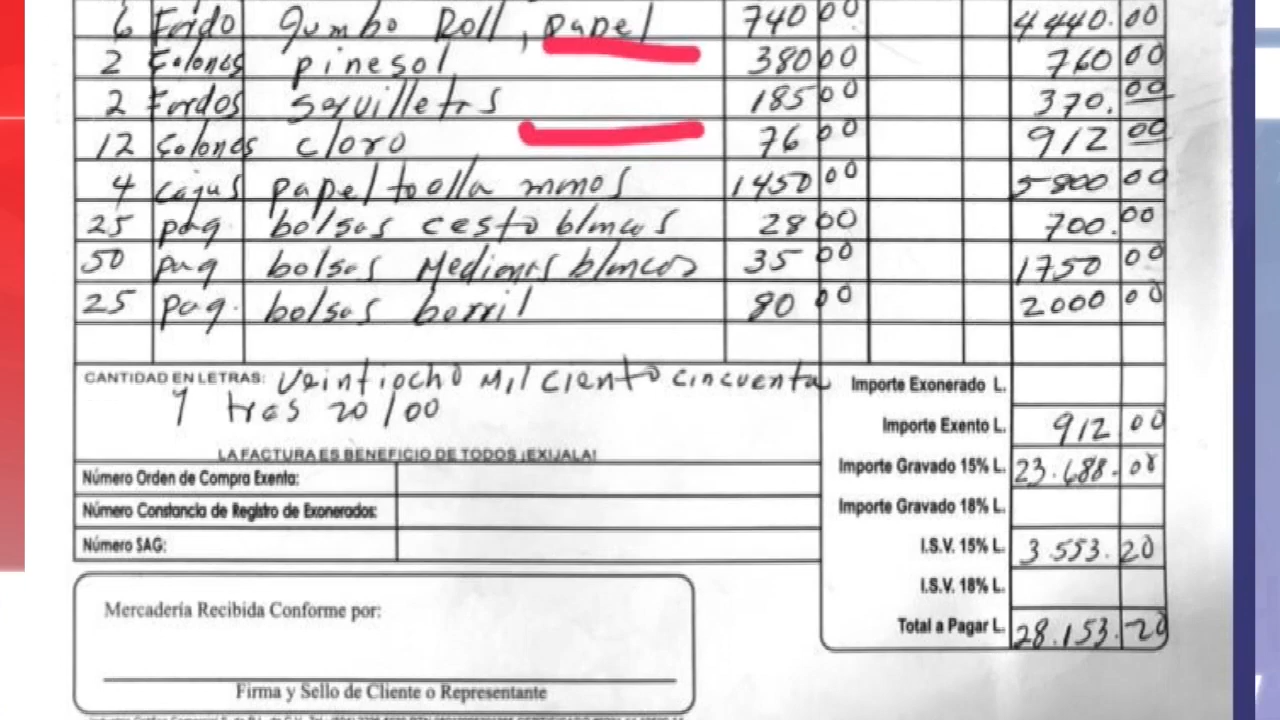 6 Frido Jumbo Roll, papel 740 00 4440.00
2 Galones pinesol 380 00 760 00
2 Fardos servilletas 185 00 370.00
12 Galones cloro 76 00 912 00
4 cajas papel toalla manos 1450 00 5800 00
25 paq bolsas cesto blancas 28 00 700.00
50 paq bolsas Medianas blancas 35 00 1750 00
25 paq. bolsas barril 80 00 2000 00
CANTIDAD EN LETRAS: Veintiocho Mil Ciento cincuenta
y tres 20/00
Importe Exonerado L.
Importe Exento L. 912 00
LA FACTURA ES BENEFICIO DE TODOS ¡EXIJALA!
Importe Gravado 15% L. 23.688.00
Número Orden de Compra Exenta:
Importe Gravado 18% L.
Número Constancia de Registro de Exonerados:
Número SAG:
I.S.V. 15% L. 3 553.20
I.S.V. 18% L.
Mercadería Recibida Conforme por:
Total a Pagar L. 28.153.20
Firma y Sello de Cliente o Representante